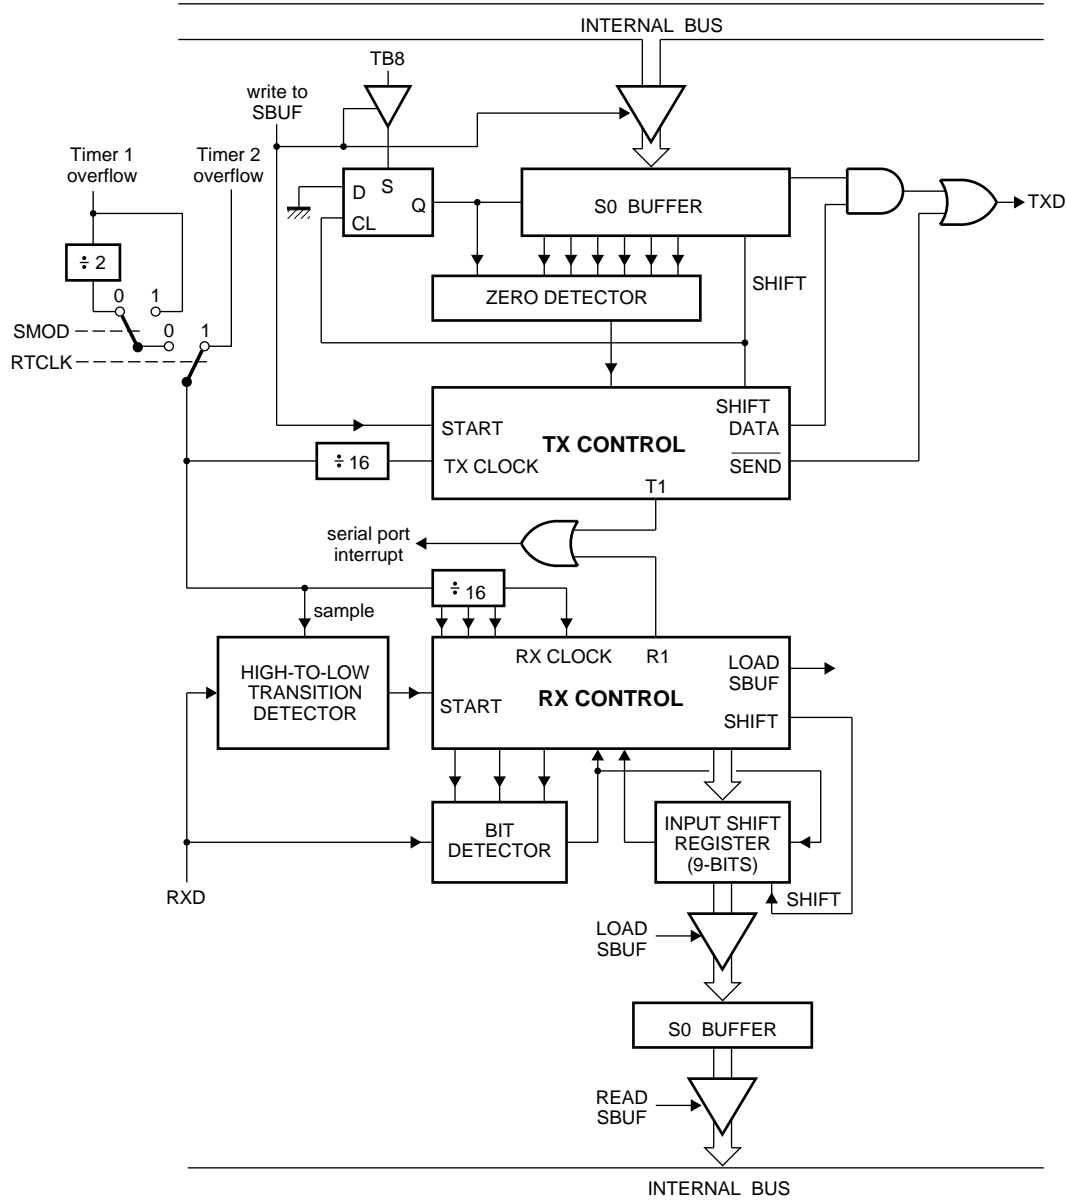 INTERNAL BUS
TB8
write to
SBUF
Timer 1
overflow
Timer 2
overflow
D
S
Q
CL
S0 BUFFER
TXD
÷ 2
ZERO DETECTOR
SHIFT
0
1
SMOD
0
1
RTCLK
SHIFT
START
TX CONTROL
DATA
÷ 16
TX CLOCK
SEND
T1
serial port
interrupt
÷ 16
sample
RX CLOCK
R1
HIGH-TO-LOW
TRANSITION
DETECTOR
LOAD
SBUF
START
RX CONTROL
SHIFT
BIT
DETECTOR
INPUT SHIFT
REGISTER
(9-BITS)
RXD
SHIFT
LOAD
SBUF
S0 BUFFER
READ
SBUF
INTERNAL BUS